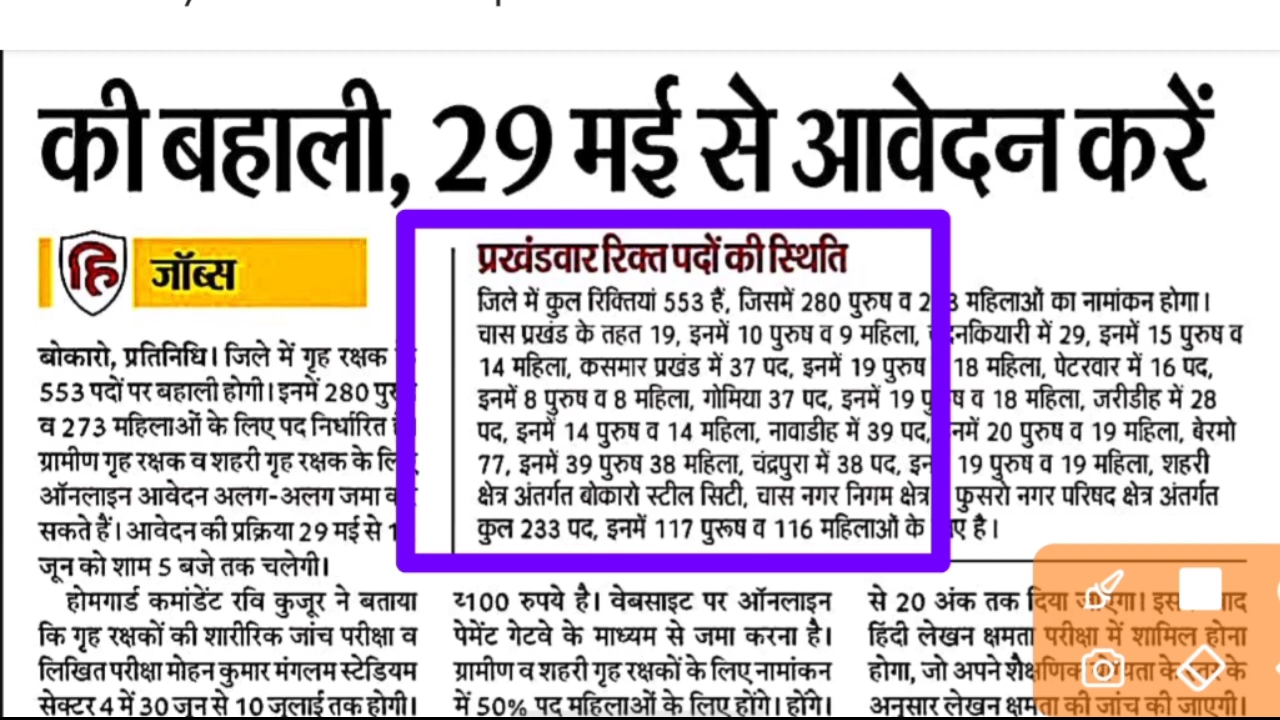 की बहाली, 29 मई से आवेदन करें
हि जॉब्स
बोकारो, प्रतिनिधि। जिले में गृह रक्षक
553 पदों पर बहाली होगी। इनमें 280
व 273 महिलाओं के लिए पद निर्धारित
ग्रामीण गृह रक्षक व शहरी गृह रक्षक के
ऑनलाइन आवेदन अलग-अलग जमा
सकते हैं। आवेदन की प्रक्रिया 29 मई से
जून को शाम 5 बजे तक चलेगी।
होमगार्ड कमांडेंट रवि कुजूर ने बताया
कि गृह रक्षकों की शारीरिक जांच परीक्षा व
लिखित परीक्षा मोहन कुमार मंगलम स्टेडियम
सेक्टर 4 में 30 जून से 10 जुलाई तक होगी।
प्रखंडवार रिक्त पदों की स्थिति
जिले में कुल रिक्तियां 553 हैं, जिसमें 280 पुरुष व महिलाओं का नामांकन होगा।
चास प्रखंड के तहत 19, इनमें 10 पुरुष व 9 महिला, में 29, इनमें 15 पुरुष व
14 महिला, कसमार प्रखंड में 37 पद, इनमें 19 पुरुष 18 महिला, पेटरवार में 16 पद,
इनमें 8 पुरुष व 8 महिला, गोमिया 37 पद, इनमें 19 व 18 महिला, जरीडीह में 28
पद, इनमें 14 पुरुष व 14 महिला, नावाडीह में 39 पद, 20 पुरुष व 19 महिला, बेरमो
77, इनमें 39 पुरुष 38 महिला, चंद्रपुरा में 38 पद, 19 पुरुष व 19 महिला, शहरी
क्षेत्र अंतर्गत बोकारो स्टील सिटी, चास नगर निगम क्षेत्र फुसरो नगर परिषद क्षेत्र अंतर्गत
कुल 233 पद, इनमें 117 पुरूष व 116 महिलाओं के है।
₹100 रुपये है। वेबसाइट पर ऑनलाइन
पेमेंट गेटवे के माध्यम से जमा करना है।
ग्रामीण व शहरी गृह रक्षकों के लिए नामांकन
में 50% पद महिलाओं के लिए होंगे। होंगे।
से 20 अंक तक दिया
हिंदी लेखन क्षमता परीक्षा में शामिल होना
होगा, जो अपने के
अनुसार लेखन क्षमता की जांच की जाएगी।